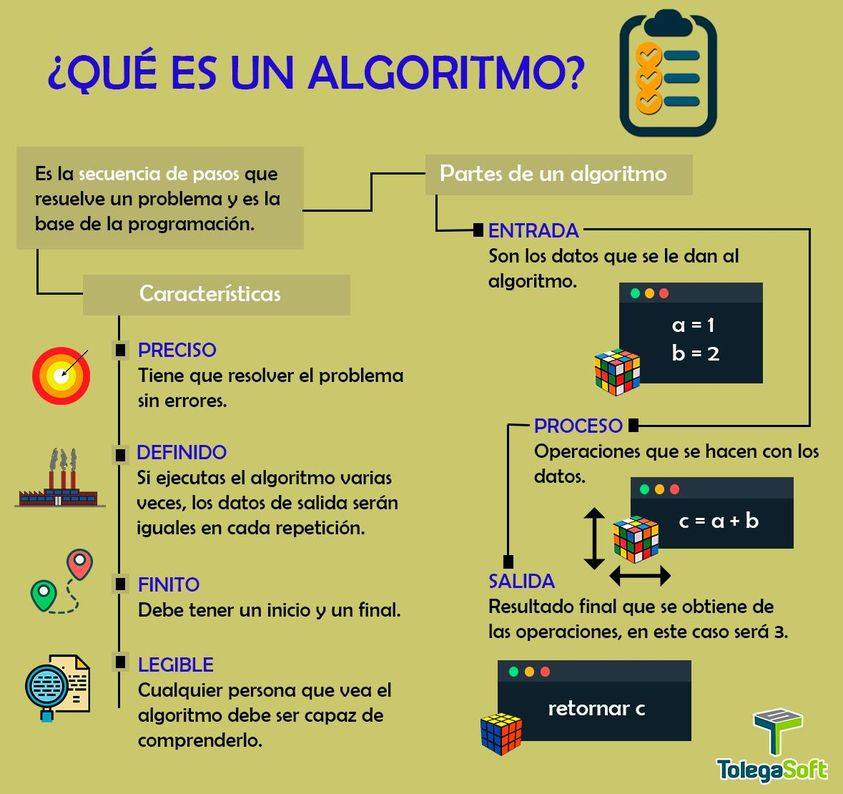 ¿QUÉ ES UN ALGORITMO?
Es la secuencia de pasos que
resuelve un problema y es la
base de la programación.
Características
PRECISO
Tiene que resolver el problema
sin errores.
DEFINIDO
Si ejecutas el algoritmo varias
veces, los datos de salida serán
iguales en cada repetición.
FINITO
Debe tener un inicio y un final.
LEGIBLE
Cualquier persona que vea el
algoritmo debe ser capaz de
comprenderlo.
Partes de un algoritmo
ENTRADA
Son los datos que se le dan al
algoritmo.
a = 1
b = 2
PROCESO
Operaciones que se hacen con los
datos.
c = a + b
SALIDA
Resultado final que se obtiene de
las operaciones, en este caso será 3.
retornar c
TolegaSoft